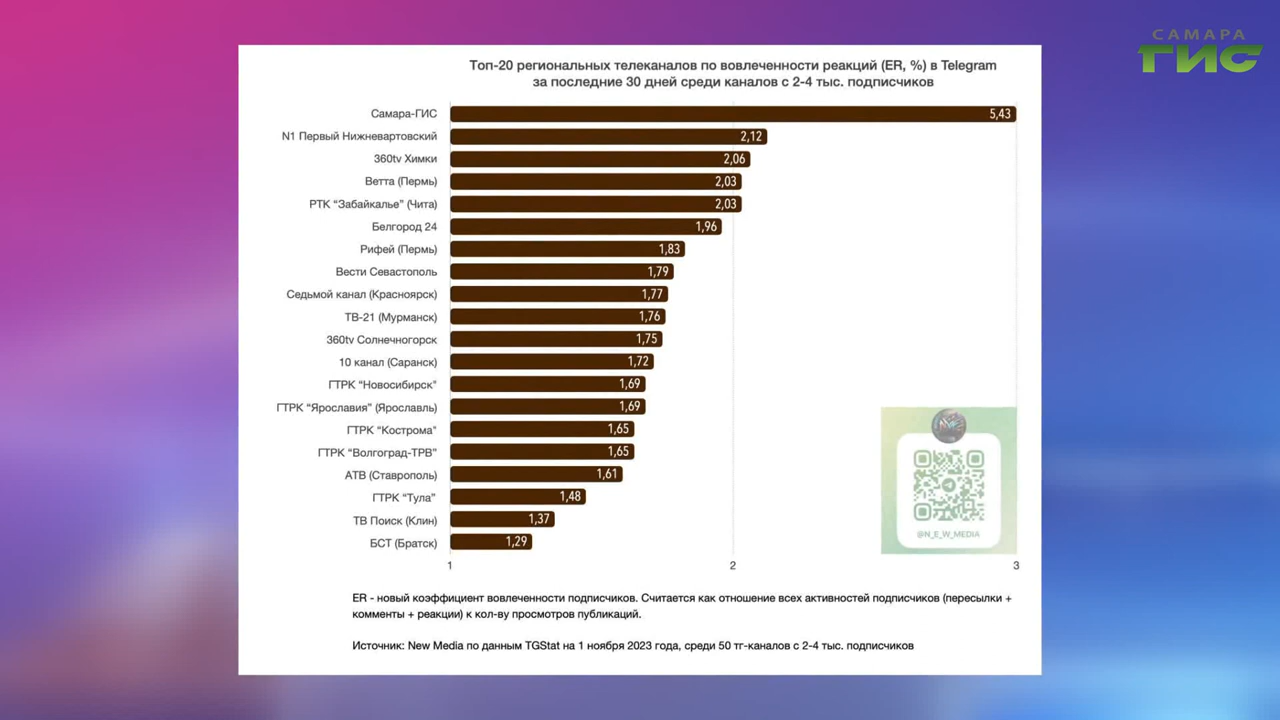 САМАРА
ГИС
Топ-20 региональных телеканалов по вовлеченности реакций (ER, %) в Telegram
за последние 30 дней среди каналов с 2-4 тыс. подписчиков
Самара-ГИС 5,43
N1 Первый Нижневартовский 2,12
360tv Химки 2,06
Ветта (Пермь) 2,03
РТК “Забайкалье” (Чита) 2,03
Белгород 24 1,96
Рифей (Пермь) 1,83
Вести Севастополь 1,79
Седьмой канал (Красноярск) 1,77
ТВ-21 (Мурманск) 1,76
360tv Солнечногорск 1,75
10 канал (Саранск) 1,72
ГТРК “Новосибирск" 1,69
ГТРК “Ярославия” (Ярославль) 1,69
ГТРК “Кострома" 1,65
ГТРК “Волгоград-ТРВ” 1,65
АТВ (Ставрополь) 1,61
ГТРК “Тула” 1,48
ТВ Поиск (Клин) 1,37
БСТ (Братск) 1,29
@N_E_W_MEDIA
1 2 3
ER - новый коэффициент вовлеченности подписчиков. Считается как отношение всех активностей подписчиков (пересылки +
комменты + реакции) к кол-ву просмотров публикаций.
Источник: New Media по данным TGStat на 1 ноября 2023 года, среди 50 тг-каналов с 2-4 тыс. подписчиков